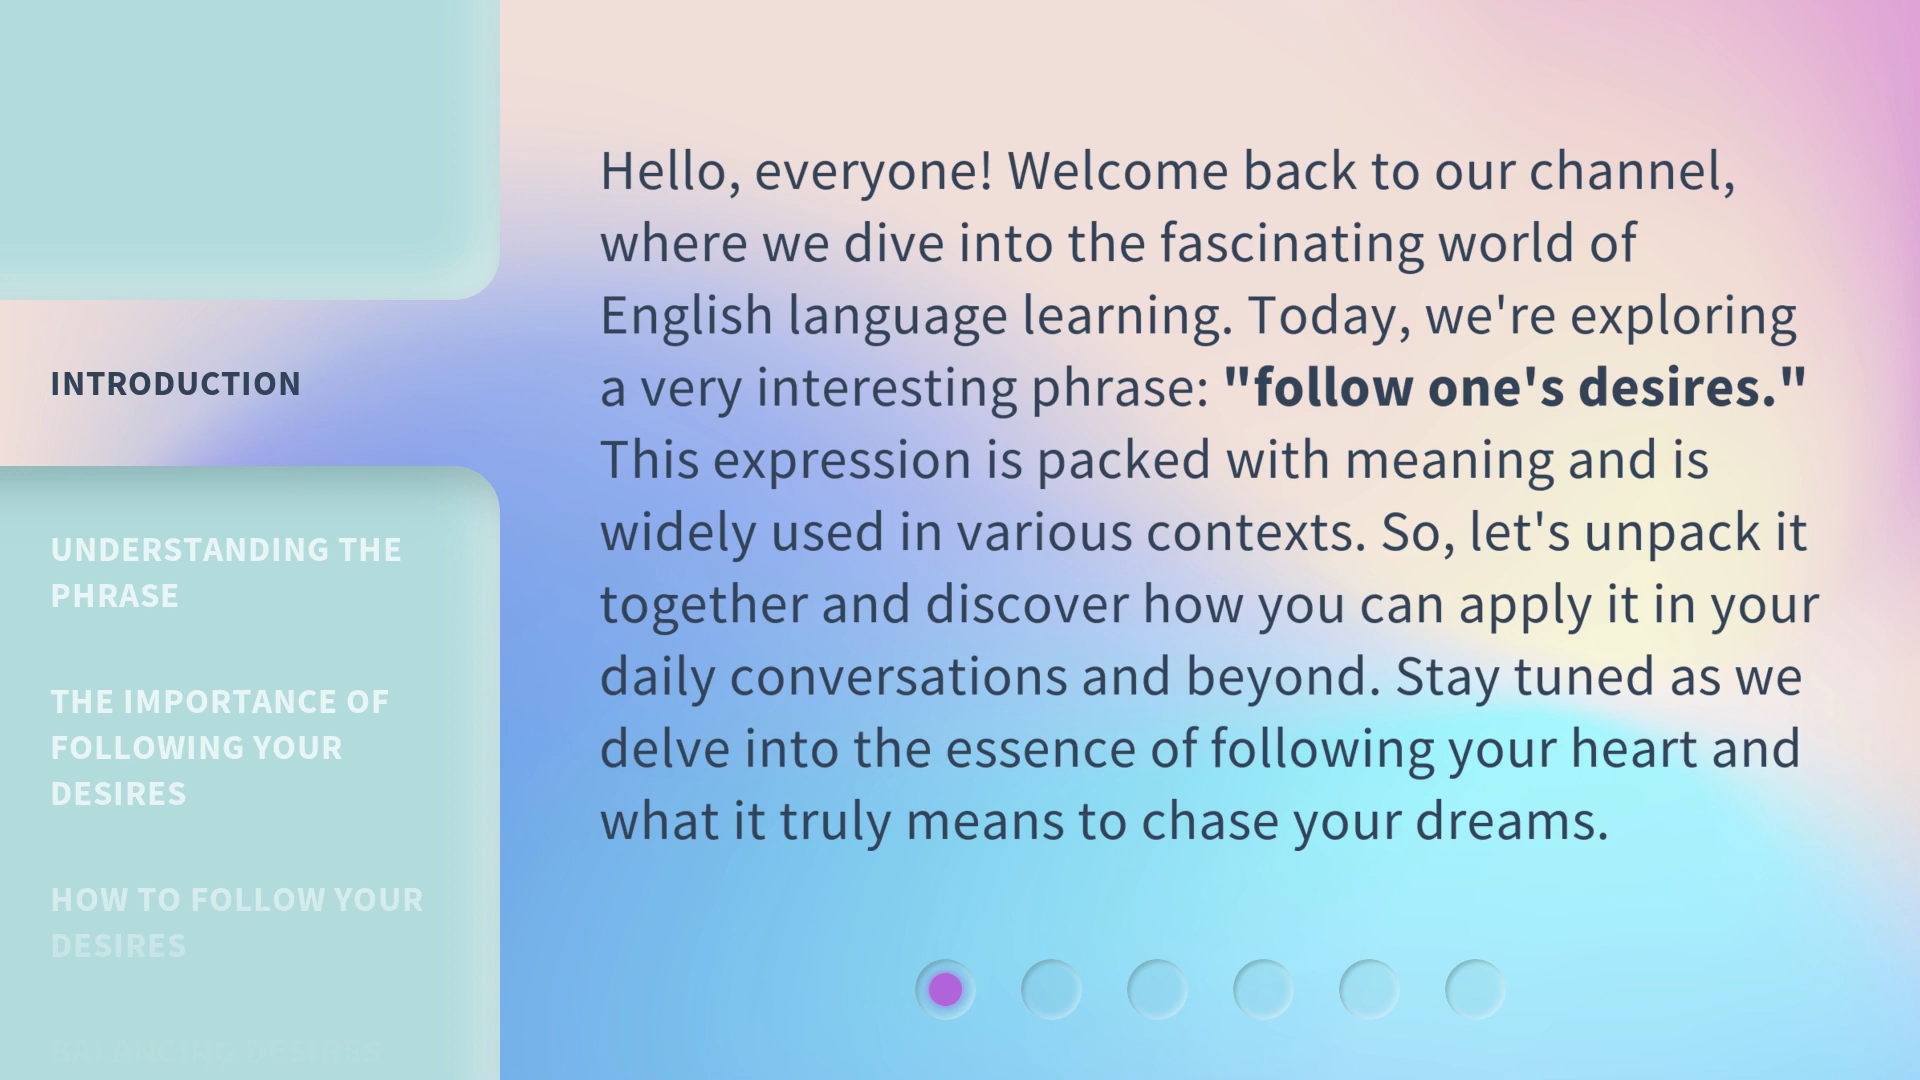 INTRODUCTION
UNDERSTANDING THE
PHRASE
THE IMPORTANCE OF
FOLLOWING YOUR
DESIRES
HOW TO FOLLOW YOUR
DESIRES
BALANCING DESIRES
Hello, everyone! Welcome back to our channel,
where we dive into the fascinating world of
English language learning. Today, we're exploring
a very interesting phrase: "follow one's desires."
This expression is packed with meaning and is
widely used in various contexts. So, let's unpack it
together and discover how you can apply it in your
daily conversations and beyond. Stay tuned as we
delve into the essence of following your heart and
what it truly means to chase your dreams.